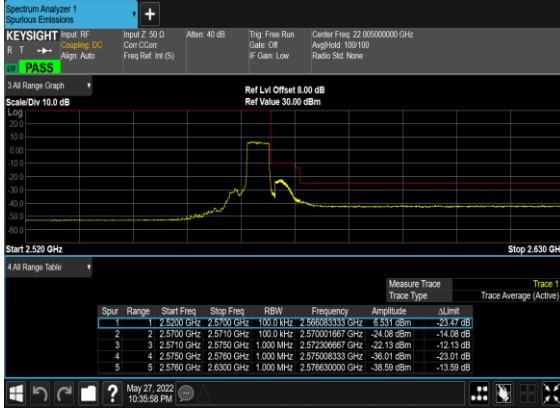 Spectrum Analyzer 1
Spurious Emissions
+
KEYSIGHT Input: RF Input Z: 50 Ω Atten: 40 dB Trig: Free Run Center Freq: 22.005000000 GHz
R T Coupling: DC Corr CCorr Gate: Off Avg|Hold: 100/100
Align: Auto Freq Ref: Int (S) IF Gain: Low Radio Std: None
LXI PASS
3 All Range Graph Ref Lvl Offset 8.00 dB
Scale/Div 10.0 dB Ref Value 30.00 dBm
Log
20.0
10.0
0.00
-10.0
-20.0
-30.0
-40.0
-50.0
-60.0
Start 2.520 GHz Stop 2.630 GH
4 All Range Table
Measure Trace Trace 1
Trace Type Trace Average (Active)
Spur Range Start Freq Stop Freq RBW Frequency Amplitude ΔLimit
1 1 2.5200 GHz 2.5700 GHz 100.0 kHz 2.566083333 GHz 6.531 dBm -23.47 dB
2 2 2.5700 GHz 2.5710 GHz 100.0 kHz 2.570001667 GHz -24.08 dBm -14.08 dB
3 3 2.5710 GHz 2.5750 GHz 1.000 MHz 2.572306667 GHz -22.13 dBm -12.13 dB
4 4 2.5750 GHz 2.5760 GHz 1.000 MHz 2.575008333 GHz -36.01 dBm -23.01 dB
5 5 2.5760 GHz 2.6300 GHz 1.000 MHz 2.576630000 GHz -38.59 dBm -13.59 dB
? May 27, 2022
10:35:58 PM